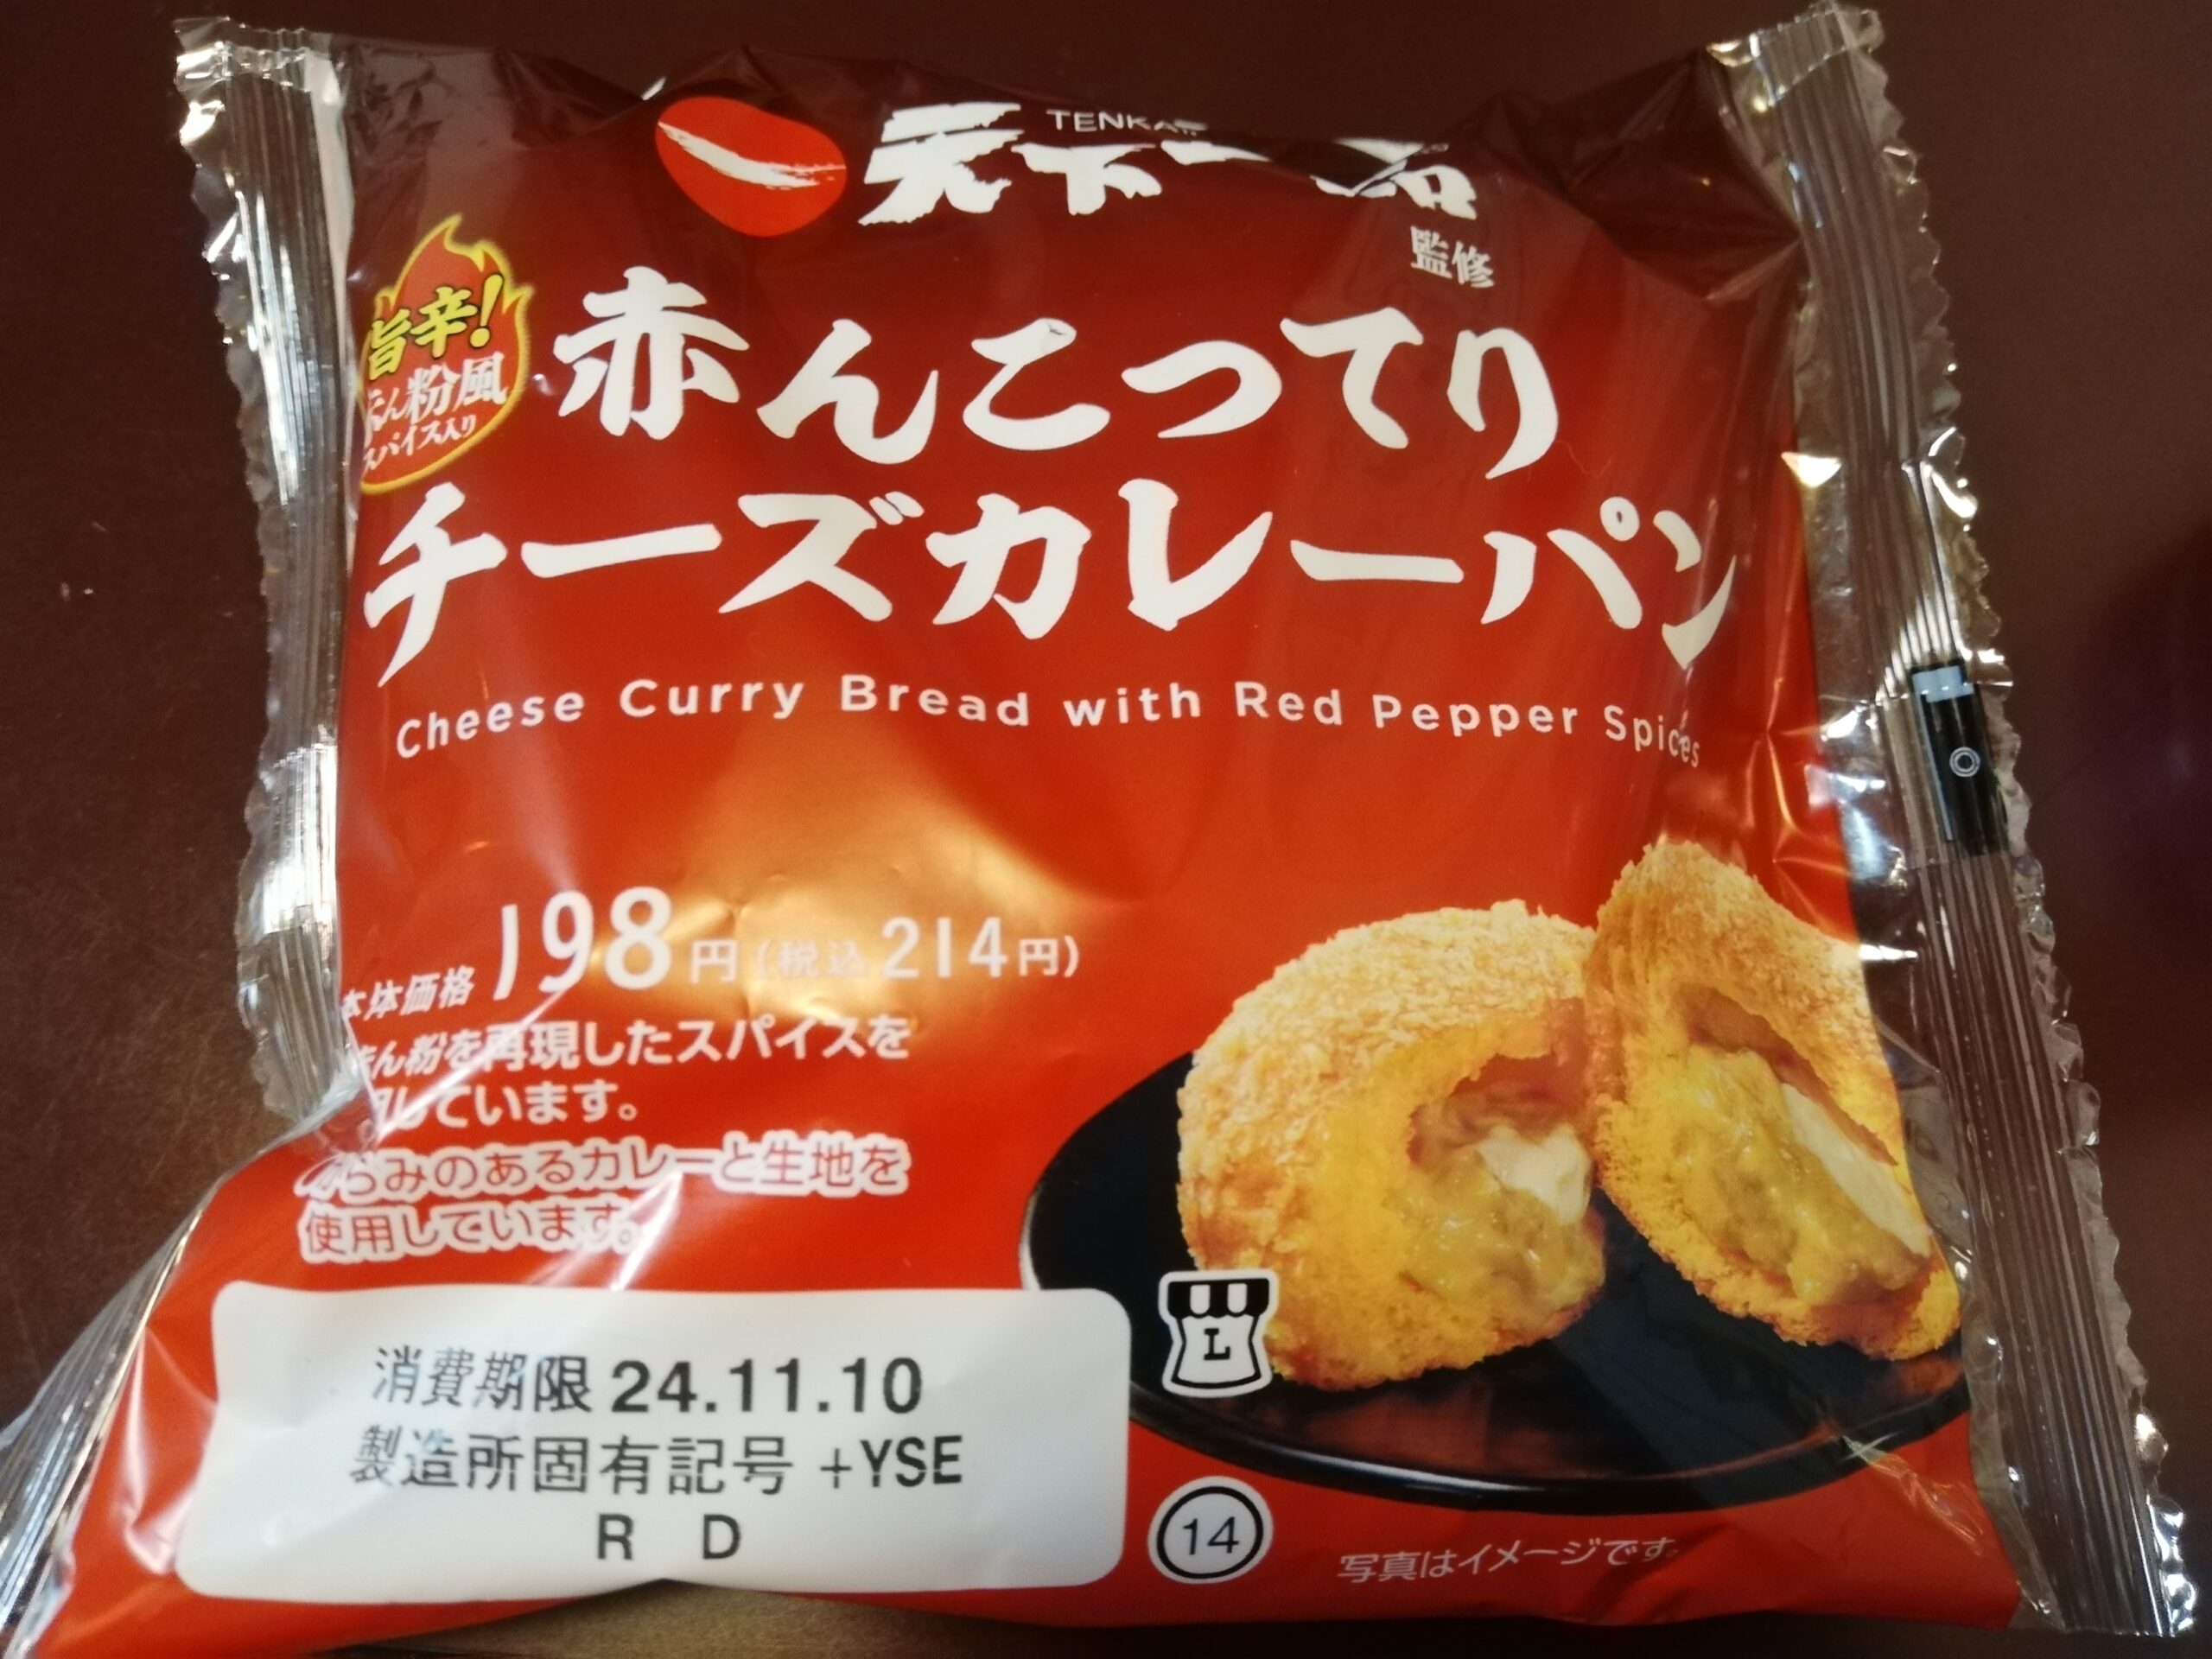 TENKA
天下一品
監修
旨辛!
粉風
スパイス入り
赤んこってり
チーズカレーパン
Cheese Curry Bread with Red Pepper Spices
本体価格 198円(税込 214円)
赤ん粉を再現したスパイスを
しています。
からみのあるカレーと生地を
使用しています。
L
消費期限 24.11.10
製造所固有記号 +YSE
R D
14
写真はイメージです。